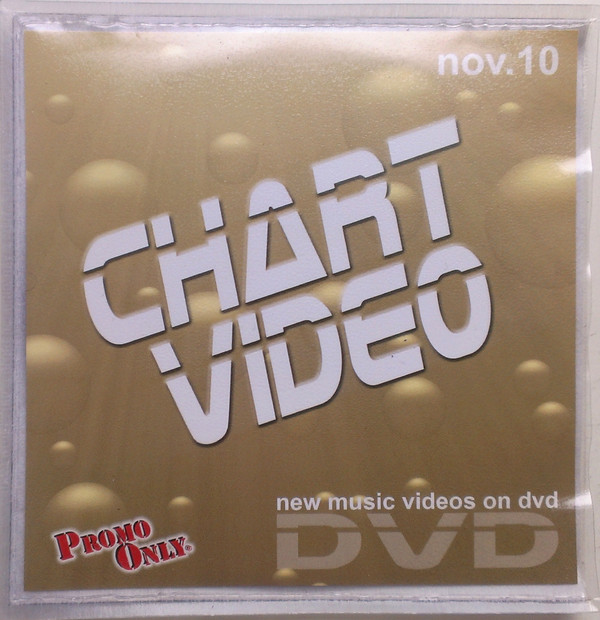 nov.10
CHART
ViDEO
new music videos on dvd
DVD
PROMO
ONLY®